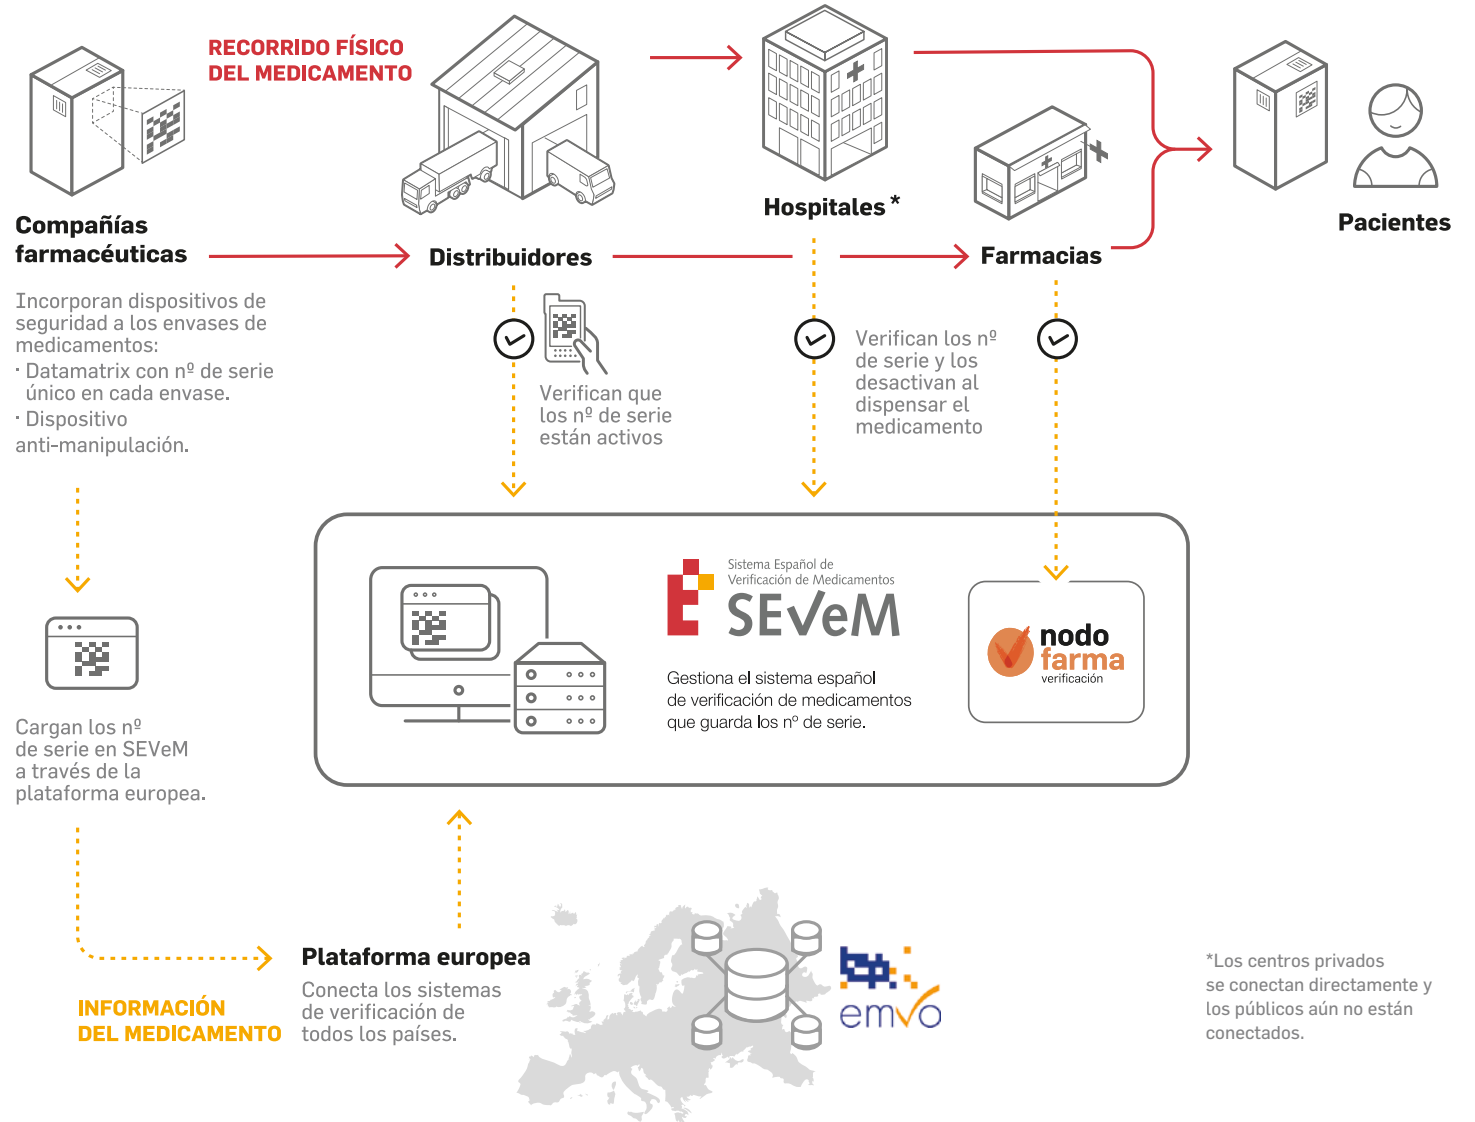 RECORRIDO FÍSICO
DEL MEDICAMENTO
Compañías
farmacéuticas
Distribuidores
Hospitales*
Farmacias
Pacientes
Incorporan dispositivos de
seguridad a los envases de
medicamentos:
· Datamatrix con nº de serie
único en cada envase.
· Dispositivo
anti-manipulación.
Verifican que
los nº de serie
están activos
Verifican los nº
de serie y los
desactivan al
dispensar el
medicamento
Sistema Español de
Verificación de Medicamentos
SEVeM
Gestiona el sistema español
de verificación de medicamentos
que guarda los nº de serie.
nodo
farma
verificación
Cargan los nº
de serie en SEVeM
a través de la
plataforma europea.
INFORMACIÓN
DEL MEDICAMENTO
Plataforma europea
Conecta los sistemas
de verificación de
todos los países.
emvo
*Los centros privados
se conectan directamente y
los públicos aún no están
conectados.